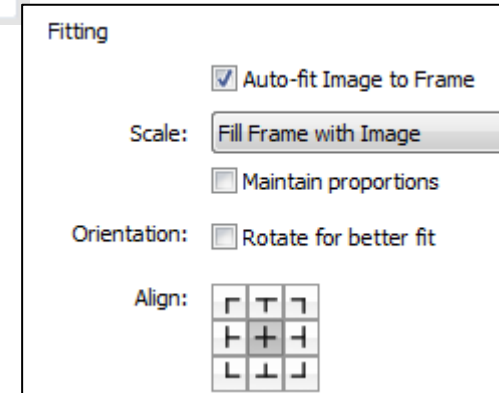 Fitting
Auto-fit Image to Frame
Scale: Fill Frame with Image
Maintain proportions
Orientation: Rotate for better fit
Align: